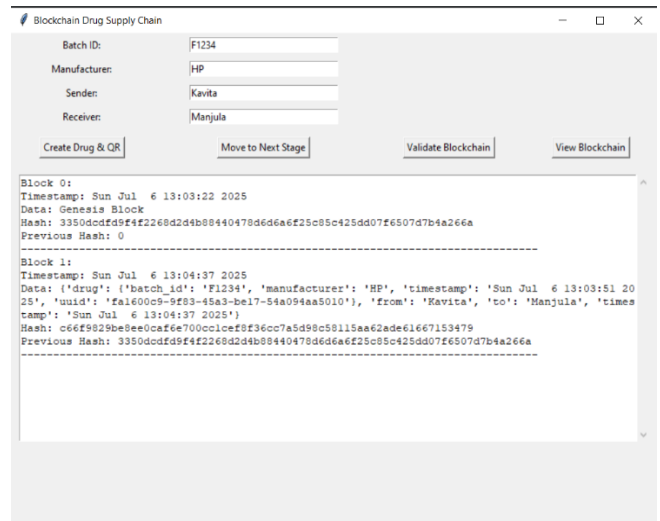 Blockchain Drug Supply Chain
Batch ID: F1234
Manufacturer: HP
Sender: Kavita
Receiver: Manjula
Create Drug & QR Move to Next Stage Validate Blockchain View Blockchain
Block 0:
Timestamp: Sun Jul  6 13:03:22 2025
Data: Genesis Block
Hash: 3350dcdfd9f4f2268d2d4b88440478d6d6a6f25c85c425dd07f6507d7b4a266a
Previous Hash: 0
--------------------------------------------------------------------------------
Block 1:
Timestamp: Sun Jul  6 13:04:37 2025
Data: {'drug': {'batch_id': 'F1234', 'manufacturer': 'HP', 'timestamp': 'Sun Jul  6 13:03:51 20
25', 'uuid': 'fa1600c9-9f83-45a3-be17-54a094aa5010'}, 'from': 'Kavita', 'to': 'Manjula', 'times
tamp': 'Sun Jul  6 13:04:37 2025'}
Hash: c66f9829be8ee0caf6e700cc1cef8f36cc7a5d98c58115aa62ade61667153479
Previous Hash: 3350dcdfd9f4f2268d2d4b88440478d6d6a6f25c85c425dd07f6507d7b4a266a
--------------------------------------------------------------------------------